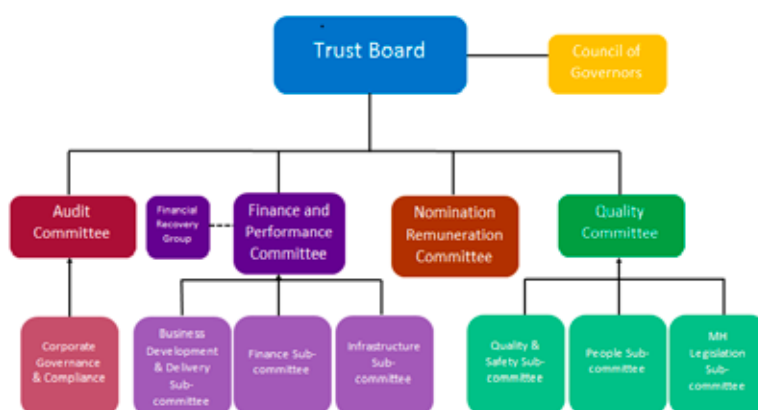 Trust Board
Council of
Governors
Audit
Committee
Financial
Recovery
Group
Finance and
Performance
Committee
Nomination
Remuneration
Committee
Quality
Committee
Corporate
Governance
& Compliance
Business
Development
& Delivery
Sub-
committee
Finance Sub-
committee
Infrastructure
Sub-
committee
Quality &
Safety Sub-
committee
People Sub-
committee
MH
Legislation
Sub-
committee